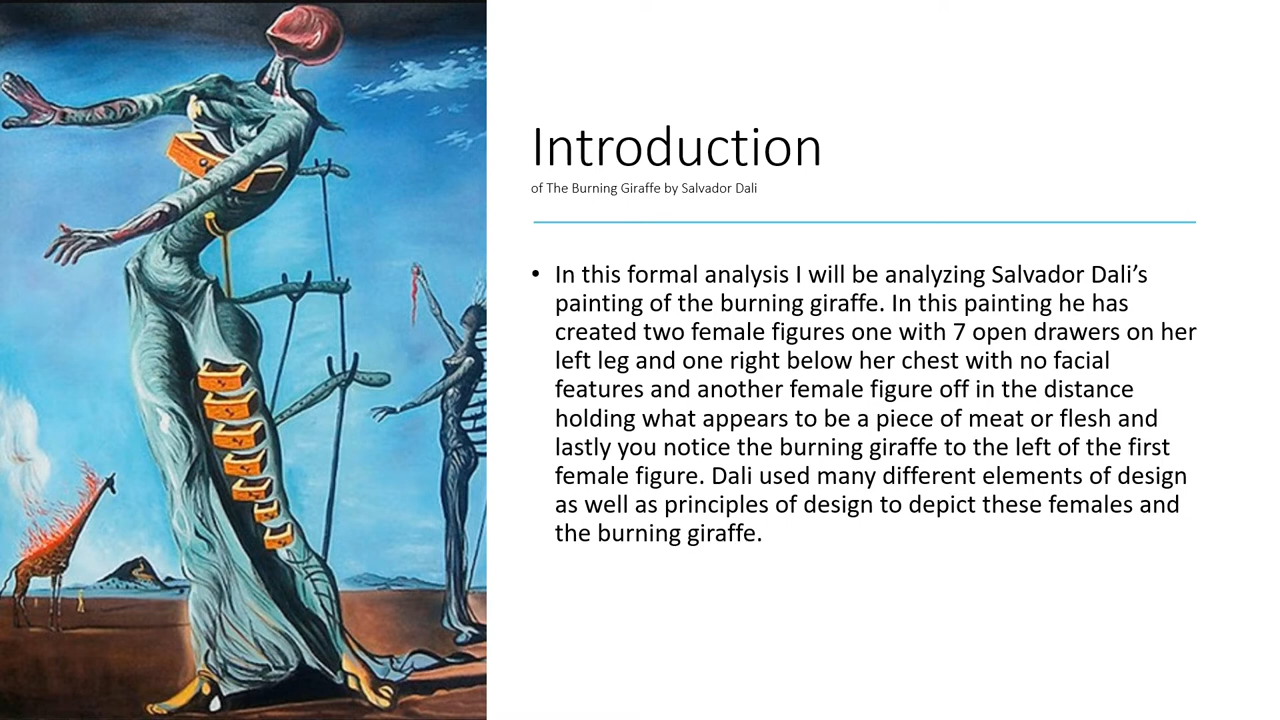 Introduction
of The Burning Giraffe by Salvador Dali
• In this formal analysis I will be analyzing Salvador Dali’s
painting of the burning giraffe. In this painting he has
created two female figures one with 7 open drawers on her
left leg and one right below her chest with no facial
features and another female figure off in the distance
holding what appears to be a piece of meat or flesh and
lastly you notice the burning giraffe to the left of the first
female figure. Dali used many different elements of design
as well as principles of design to depict these females and
the burning giraffe.